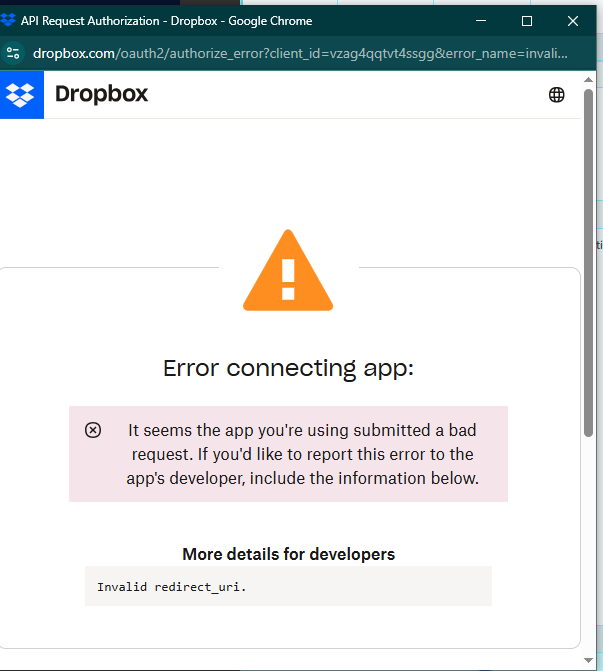 API Request Authorization - Dropbox - Google Chrome
dropbox.com/oauth2/authorize_error?client_id=vzag4qqtvt4ssgg&error_name=invali...
Dropbox
Error connecting app:
It seems the app you're using submitted a bad
request. If you'd like to report this error to the
app's developer, include the information below.
More details for developers
Invalid redirect_uri.